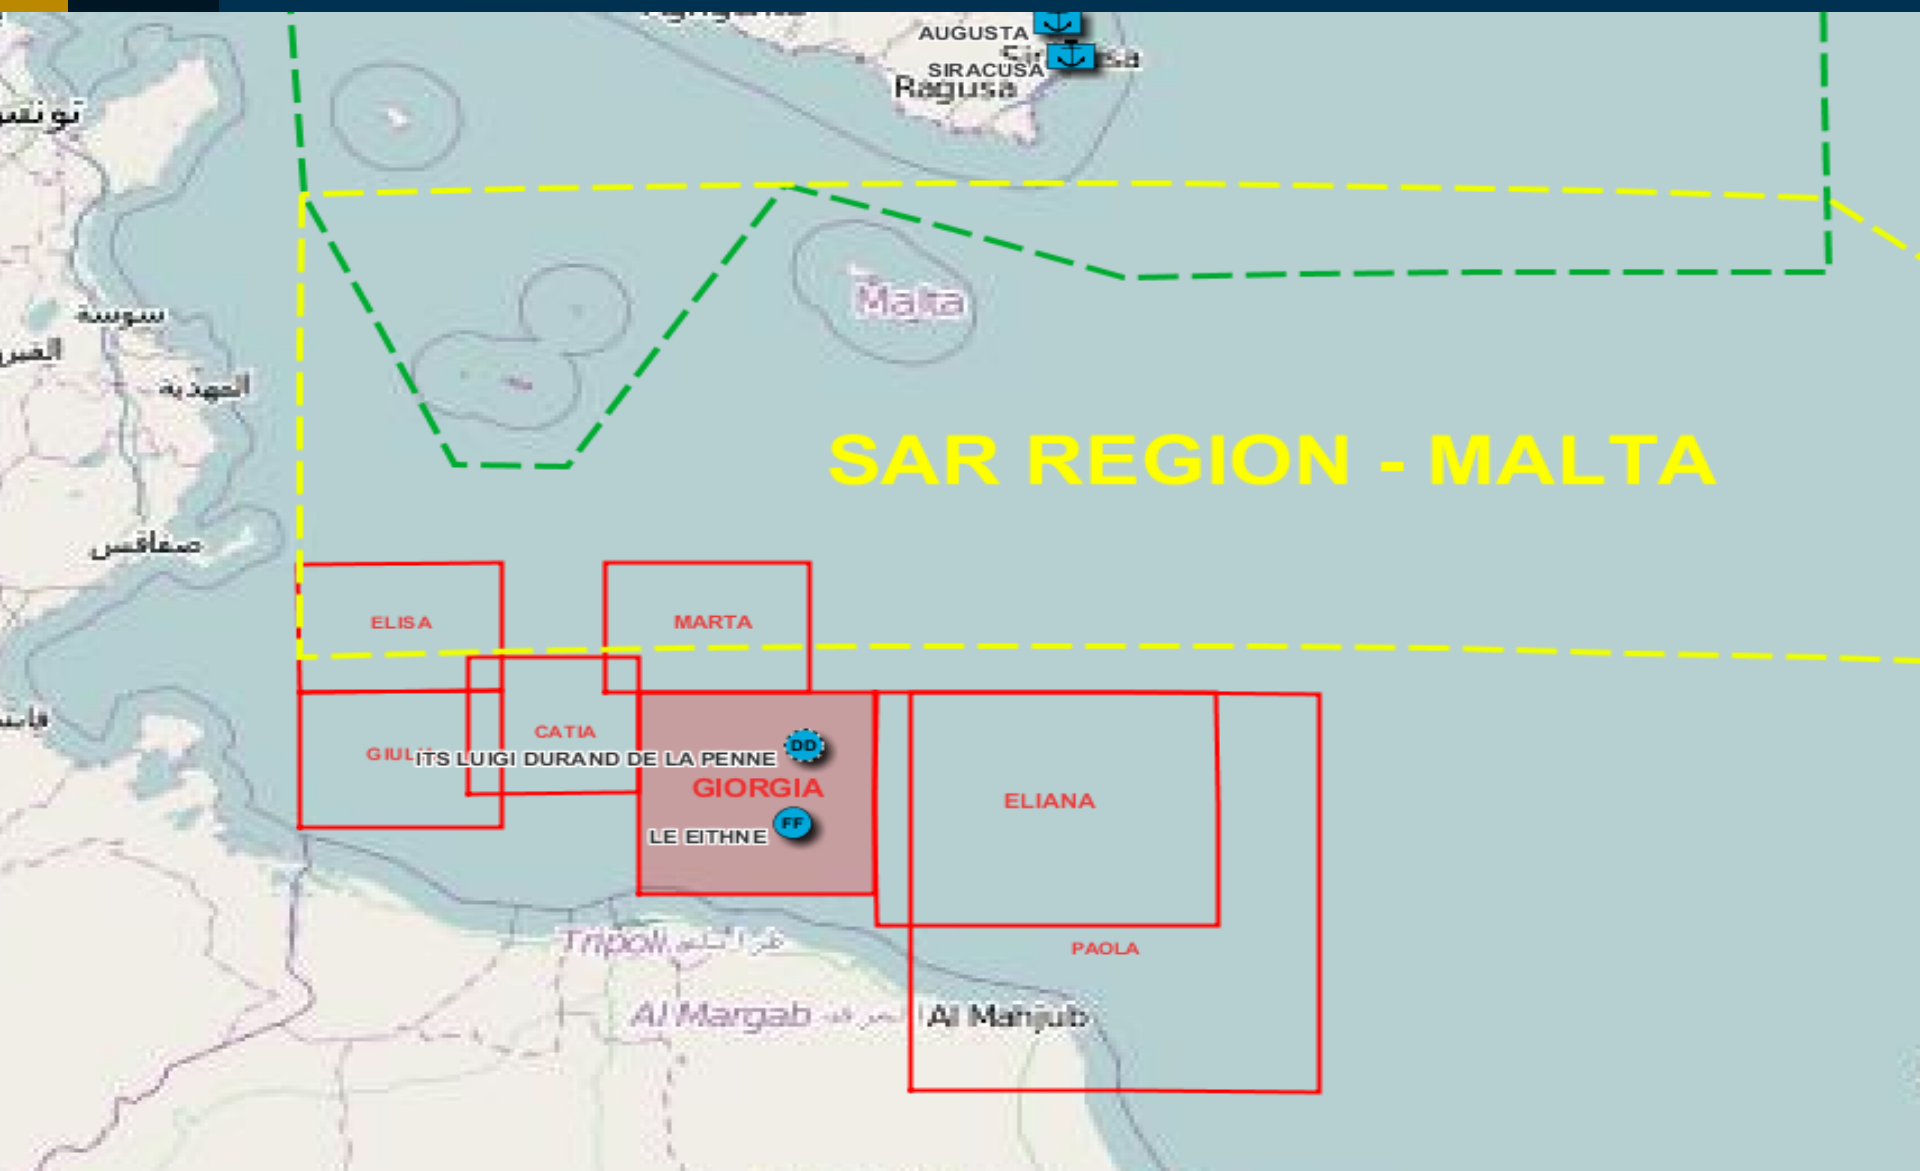 AUGUSTA
SIRACUSA
Ragusa
تونس
Malta
سوسة
المهدية
SAR REGION - MALTA
صفاقس
ELISA
MARTA
CATIA
ITS LUIGI DURAND DE LA PENNE
DD
GIORGIA
ELIANA
LE EITHNE
FF
Tripoli
PAOLA
Al Margab
Al Mahjub